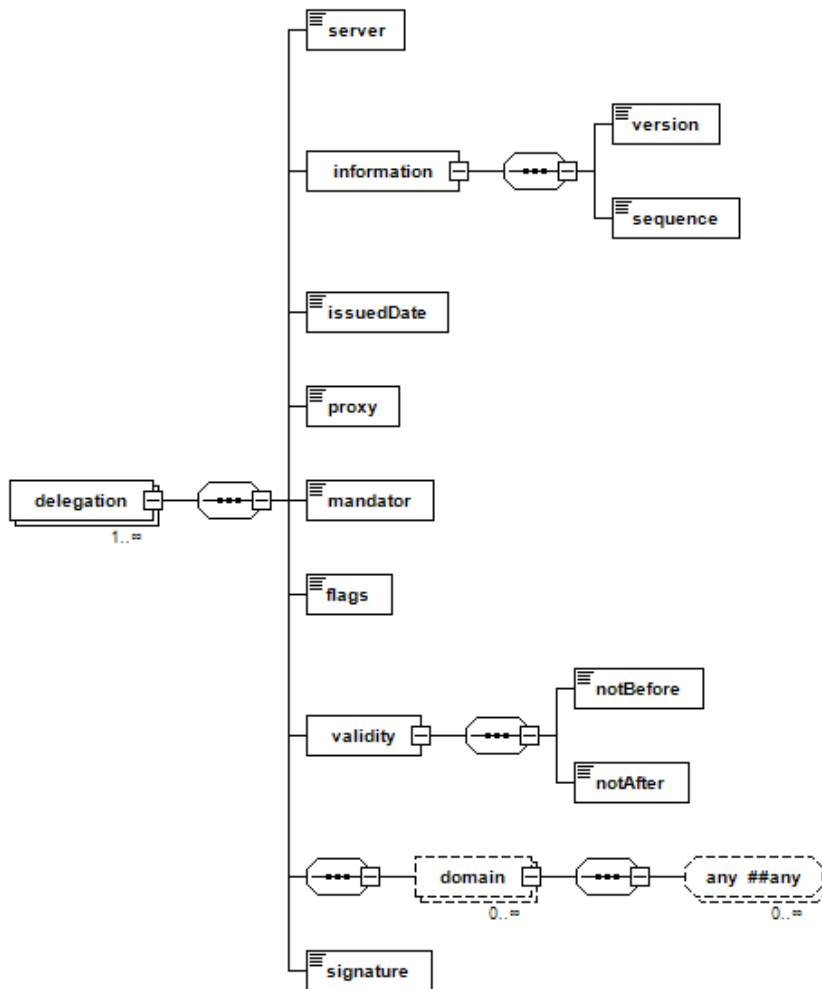 server
version
information
sequence
issuedDate
proxy
delegation
1..∞
mandator
flags
notBefore
validity
notAfter
domain
0..∞
any ##any
0..∞
signature